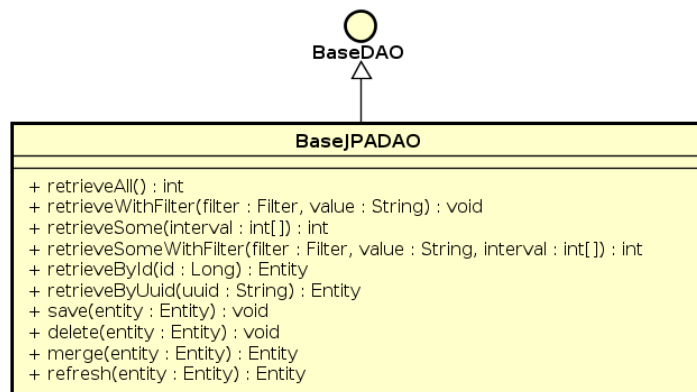 BaseDAO
BaseJPADAO
+ retrieveAll() : int
+ retrieveWithFilter(filter : Filter, value : String) : void
+ retrieveSome(interval : int[]) : int
+ retrieveSomeWithFilter(filter : Filter, value : String, interval : int[]) : int
+ retrieveById(id : Long) : Entity
+ retrieveByUuid(uuid : String) : Entity
+ save(entity : Entity) : void
+ delete(entity : Entity) : void
+ merge(entity : Entity) : Entity
+ refresh(entity : Entity) : Entity